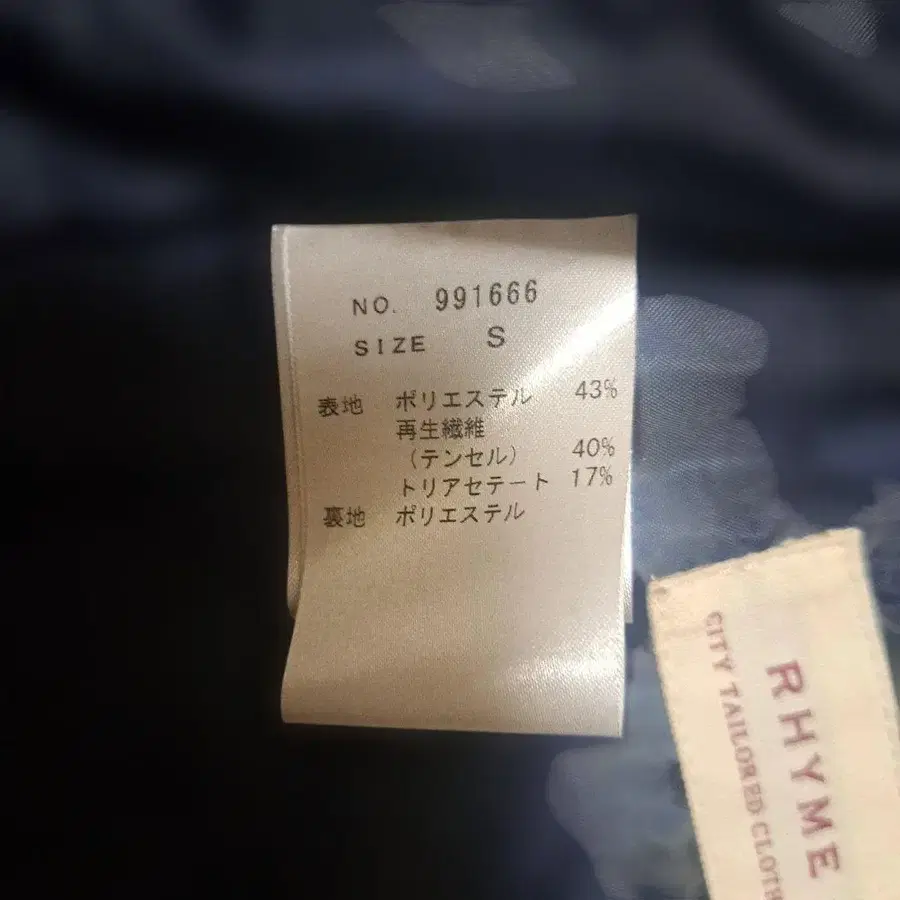 NO. 991666
SIZE S
表地 ポリエステル 43%
再生繊維
(テンセル) 40%
トリアセテート 17%
裏地 ポリエステル
RHYME
CITY TAILORED